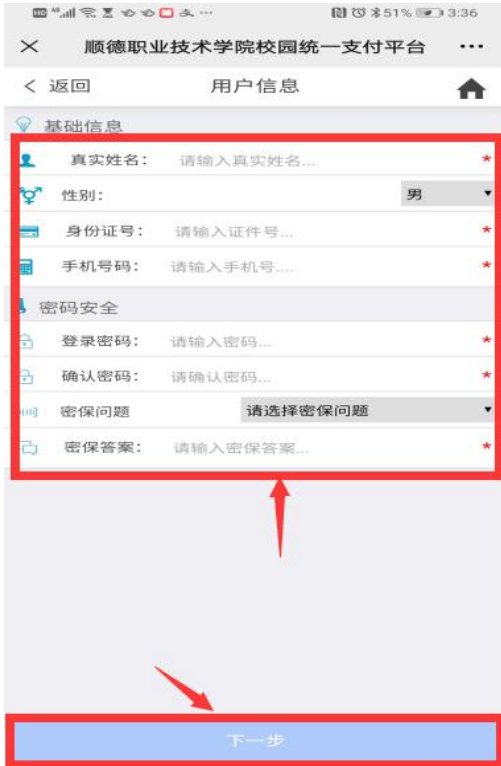 HD 46 51% 3:36
顺德职业技术学院校园统一支付平台 ...
返回 用户信息
基础信息
真实姓名： 请输入真实姓名... *
性别： 男
身份证号： 请输入证件号... *
手机号码： 请输入手机号.... *
密码安全
登录密码： 请输入密码... *
确认密码： 请确认密码... *
密保问题 请选择密保问题
密保答案： 请输入密保答案... *
下一步